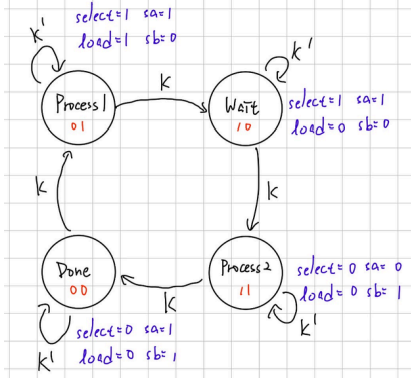 select=1 sa=1
load=1 sb=0
K'
K
K'
Process1
01
Wait
10
select=1 sa=1
load=0 sb=0
K
K
Done
00
Process2
11
select=0 sa=0
load=0 sb=1
K
K'
K'
select=0 sa=1
load=0 sb=1